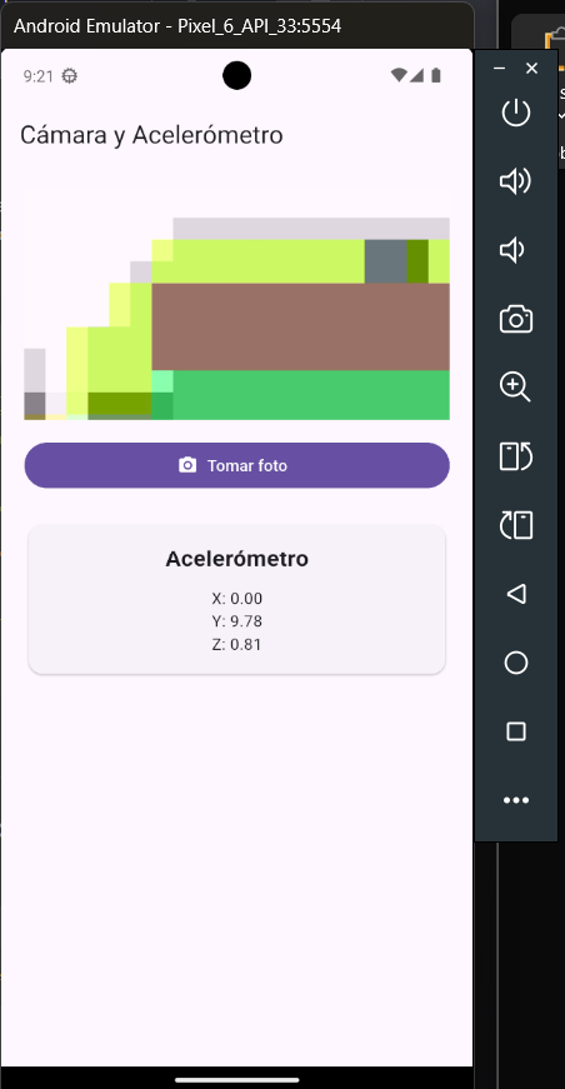 Android Emulator - Pixel_6_API_33:5554
9:21
Cámara y Acelerómetro
Tomar foto
Acelerómetro
X: 0.00
Y: 9.78
Z: 0.81